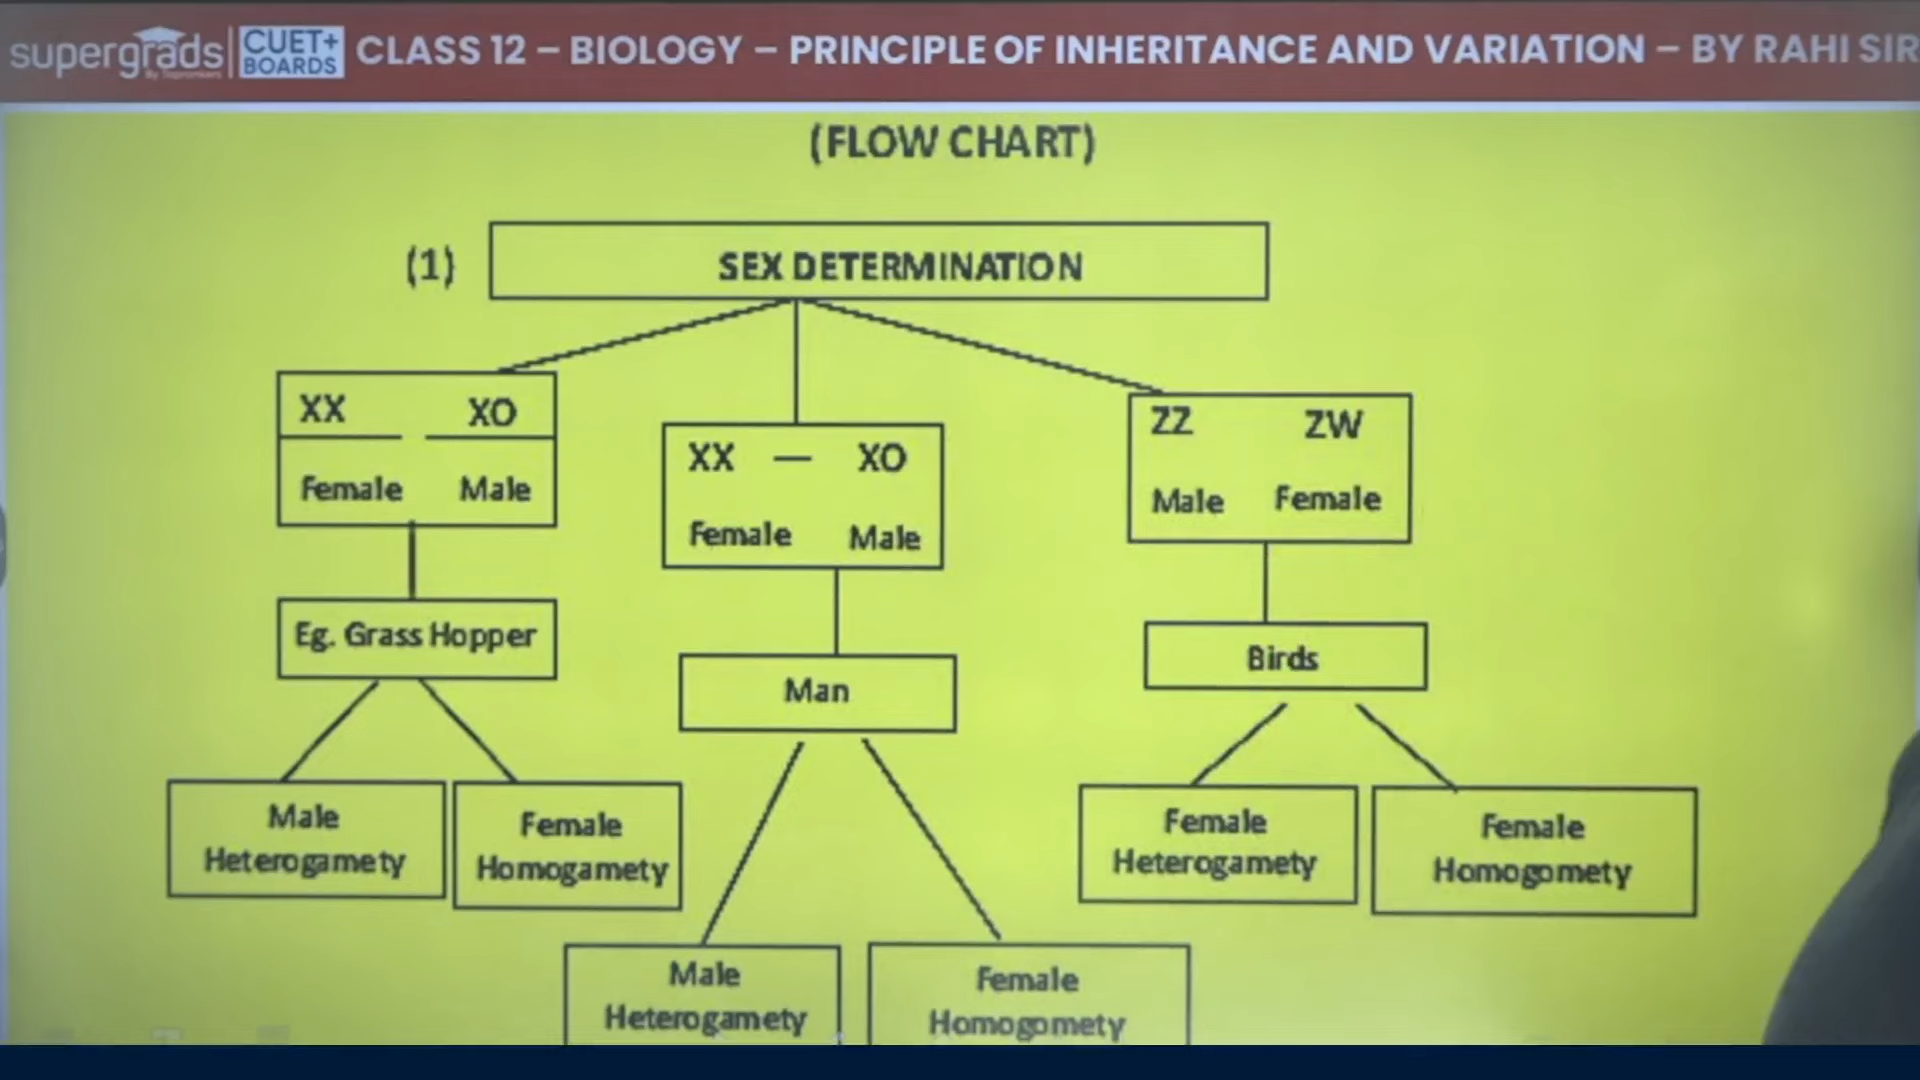 supergrads
By Toprankers
CUET+
BOARDS
CLASS 12 – BIOLOGY – PRINCIPLE OF INHERITANCE AND VARIATION – BY RAHI SIR
(FLOW CHART)
(1)
SEX DETERMINATION
XX XO
Female Male
XX — XO
Female Male
ZZ ZW
Male Female
Eg. Grass Hopper
Man
Birds
Male
Heterogamety
Female
Homogamety
Female
Heterogamety
Female
Homogomety
Male
Heterogamety
Female
Homogomety